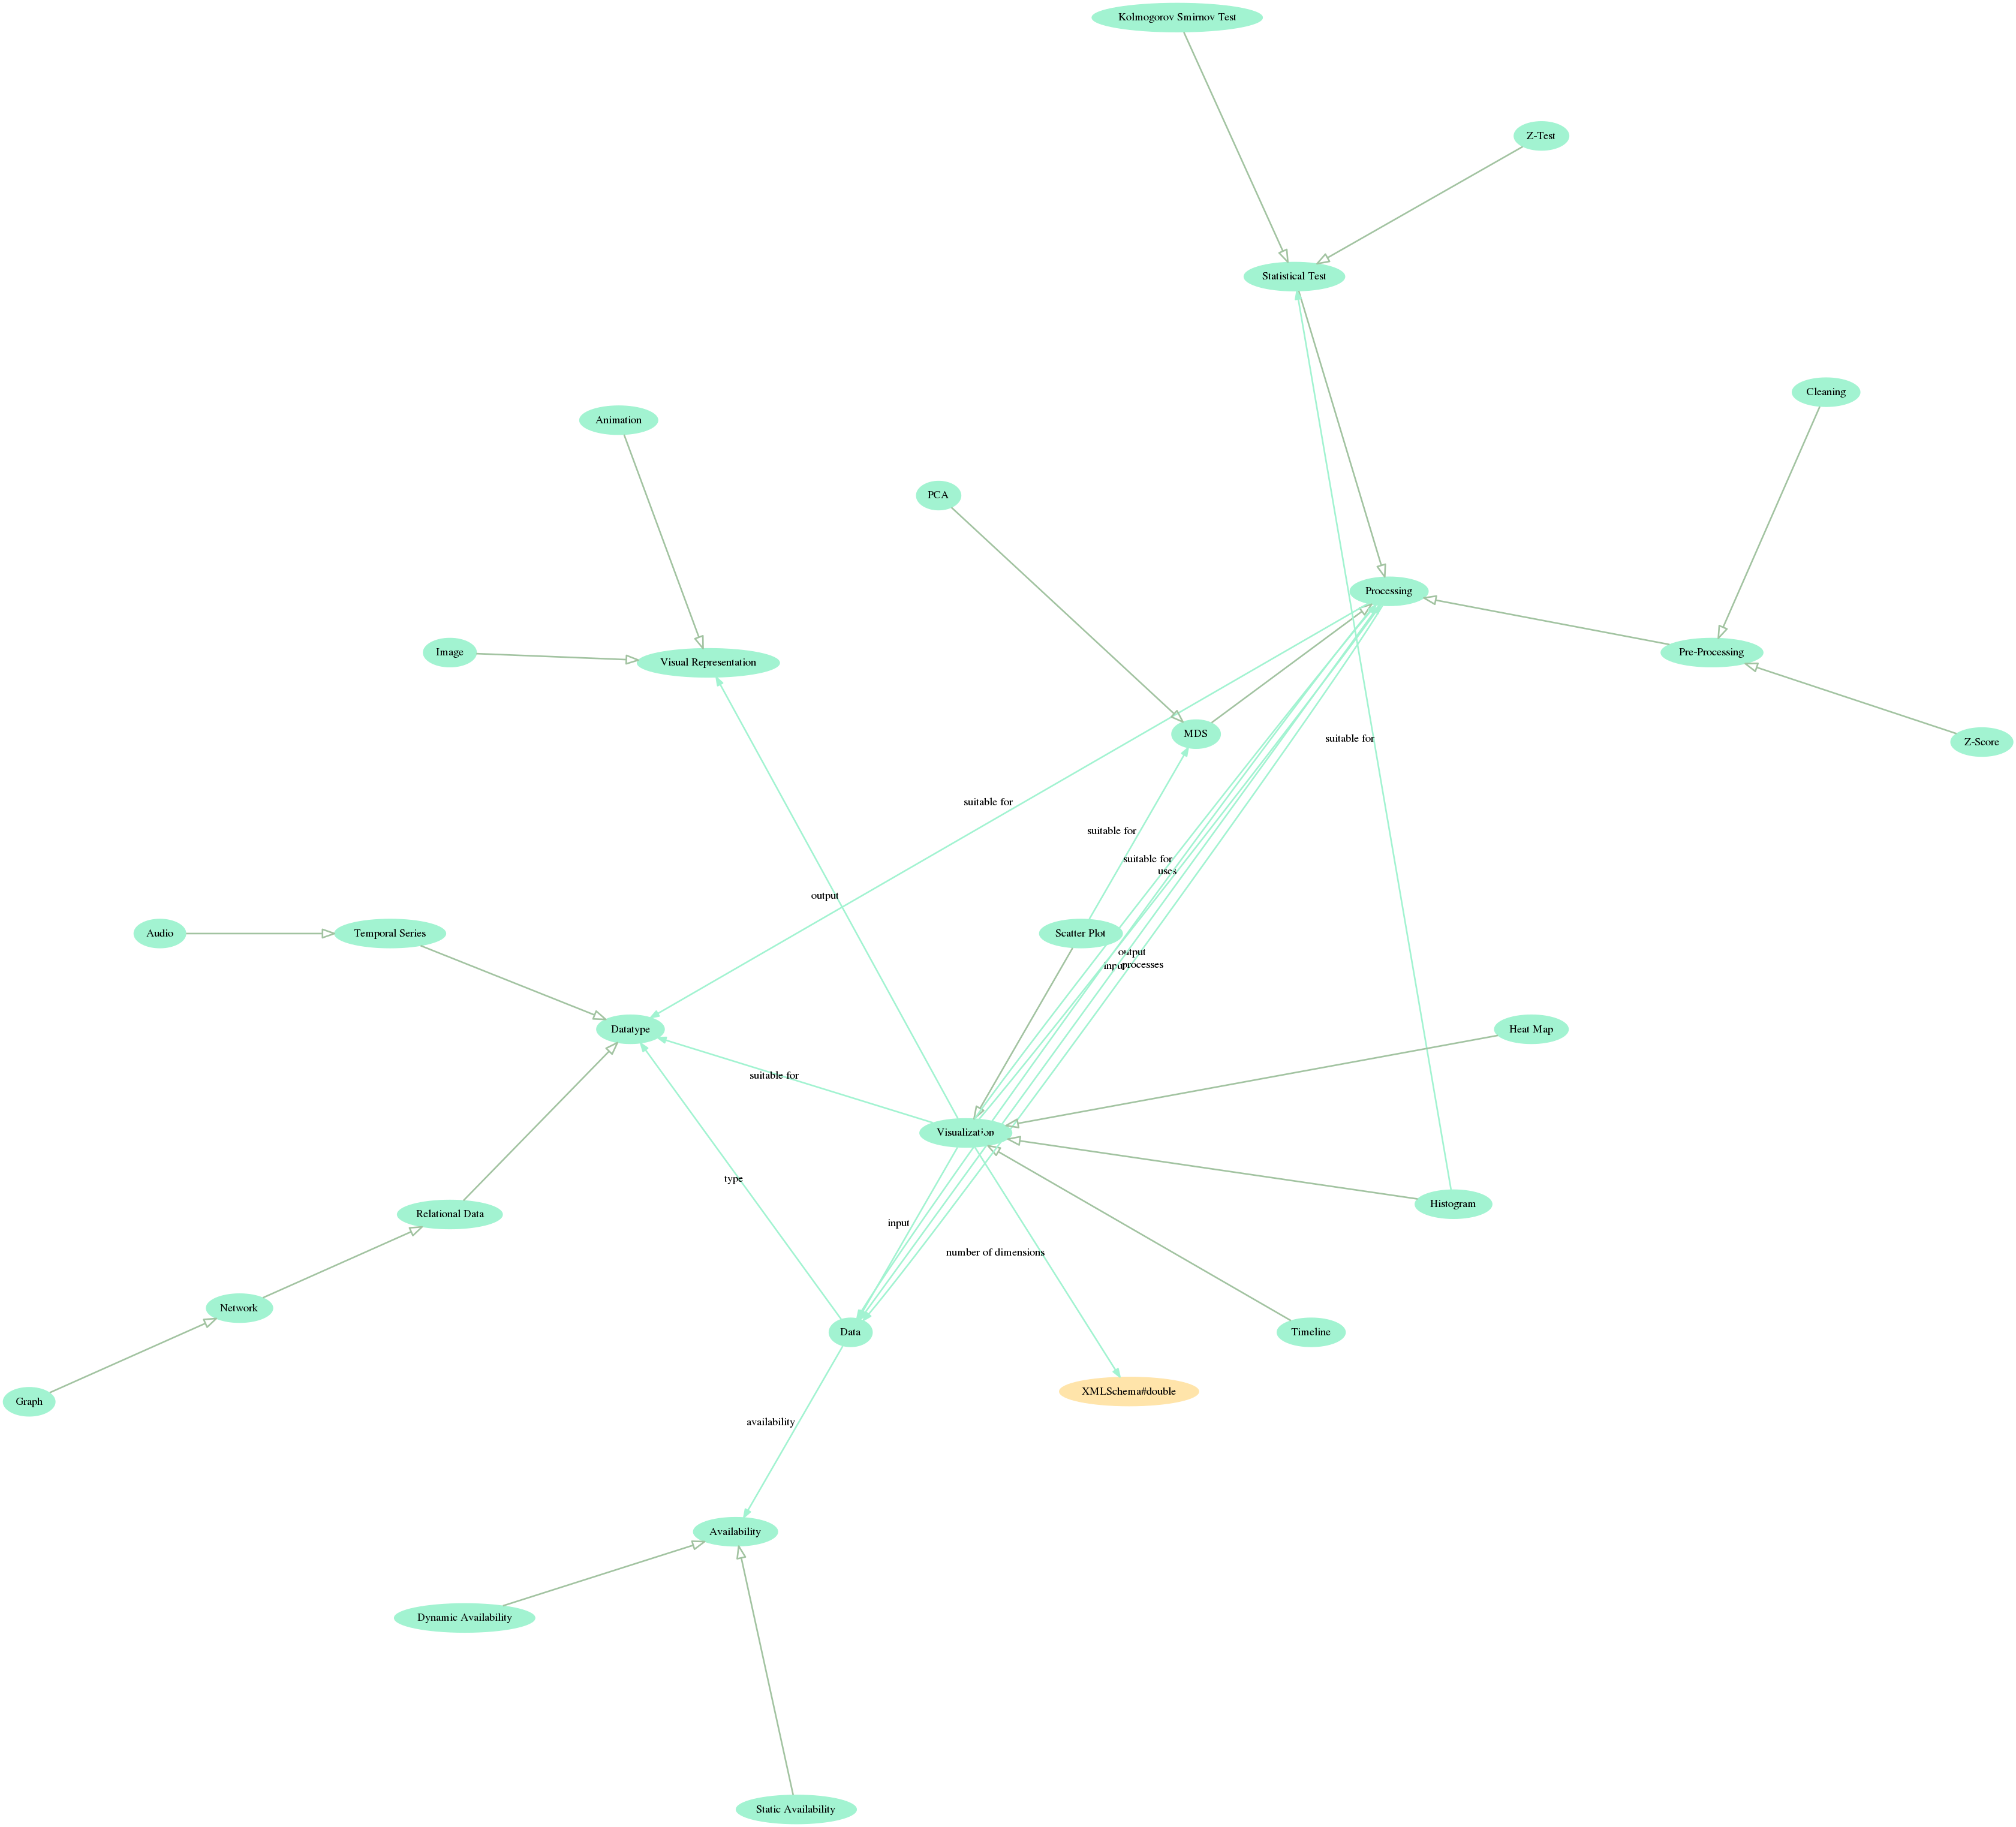 Kolmogorov Smirnov Test
Z-Test
Statistical Test
Cleaning
Animation
PCA
Processing
Image
Visual Representation
Pre-Processing
MDS
suitable for
Z-Score
suitable for
suitable for
suitable for
uses
output
Audio
Temporal Series
Scatter Plot
output
input
processes
Datatype
Heat Map
suitable for
Visualization
type
Relational Data
Histogram
input
number of dimensions
Network
Data
Timeline
Graph
XMLSchema#double
availability
Availability
Dynamic Availability
Static Availability